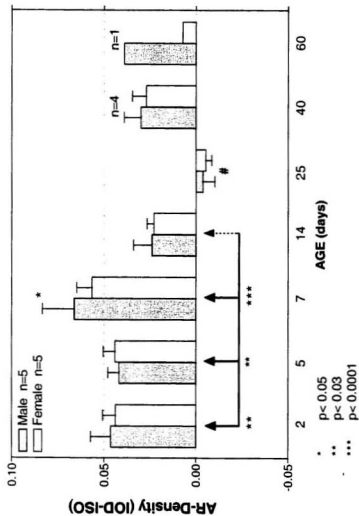 AR-Density (IOD-ISO)
0.10
0.05
0.00
-0.05
Male n=5
Female n=5
*
n=4
n=1
#
** ** ***
2 5 7 14 25 40 60
AGE (days)
* p< 0.05
** p< 0.03
*** p< 0.0001